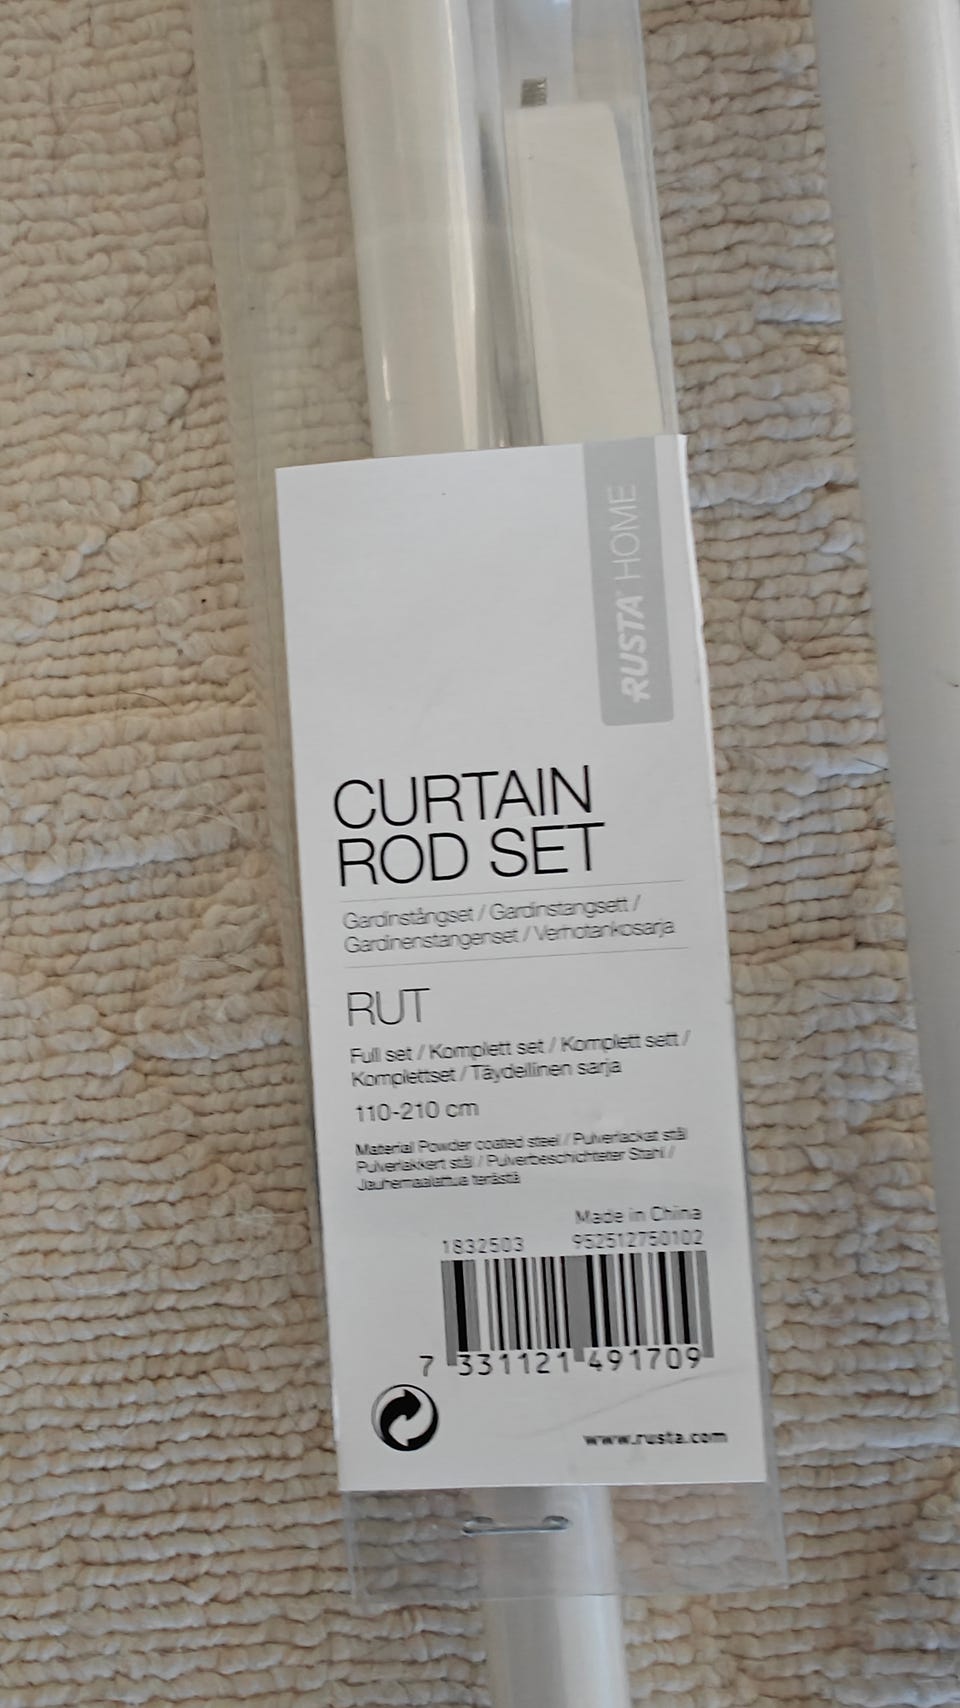 RUSTA HOME
CURTAIN
ROD SET
Gardinstångset / Gardinstangsett /
Gardinenstangenset / Verhotankosarja
RUT
Full set / Komplett set / Komplett sett /
Komplettset / Täydellinen sarja
110-210 cm
Material Powder coated steel / Pulverlackat stål
Pulverlakkert stål / Pulverbeschichteter Stahl /
Jauhemaalattua terästä
Made in China
1832503 952512750102
7 331121 491709
www.rusta.com